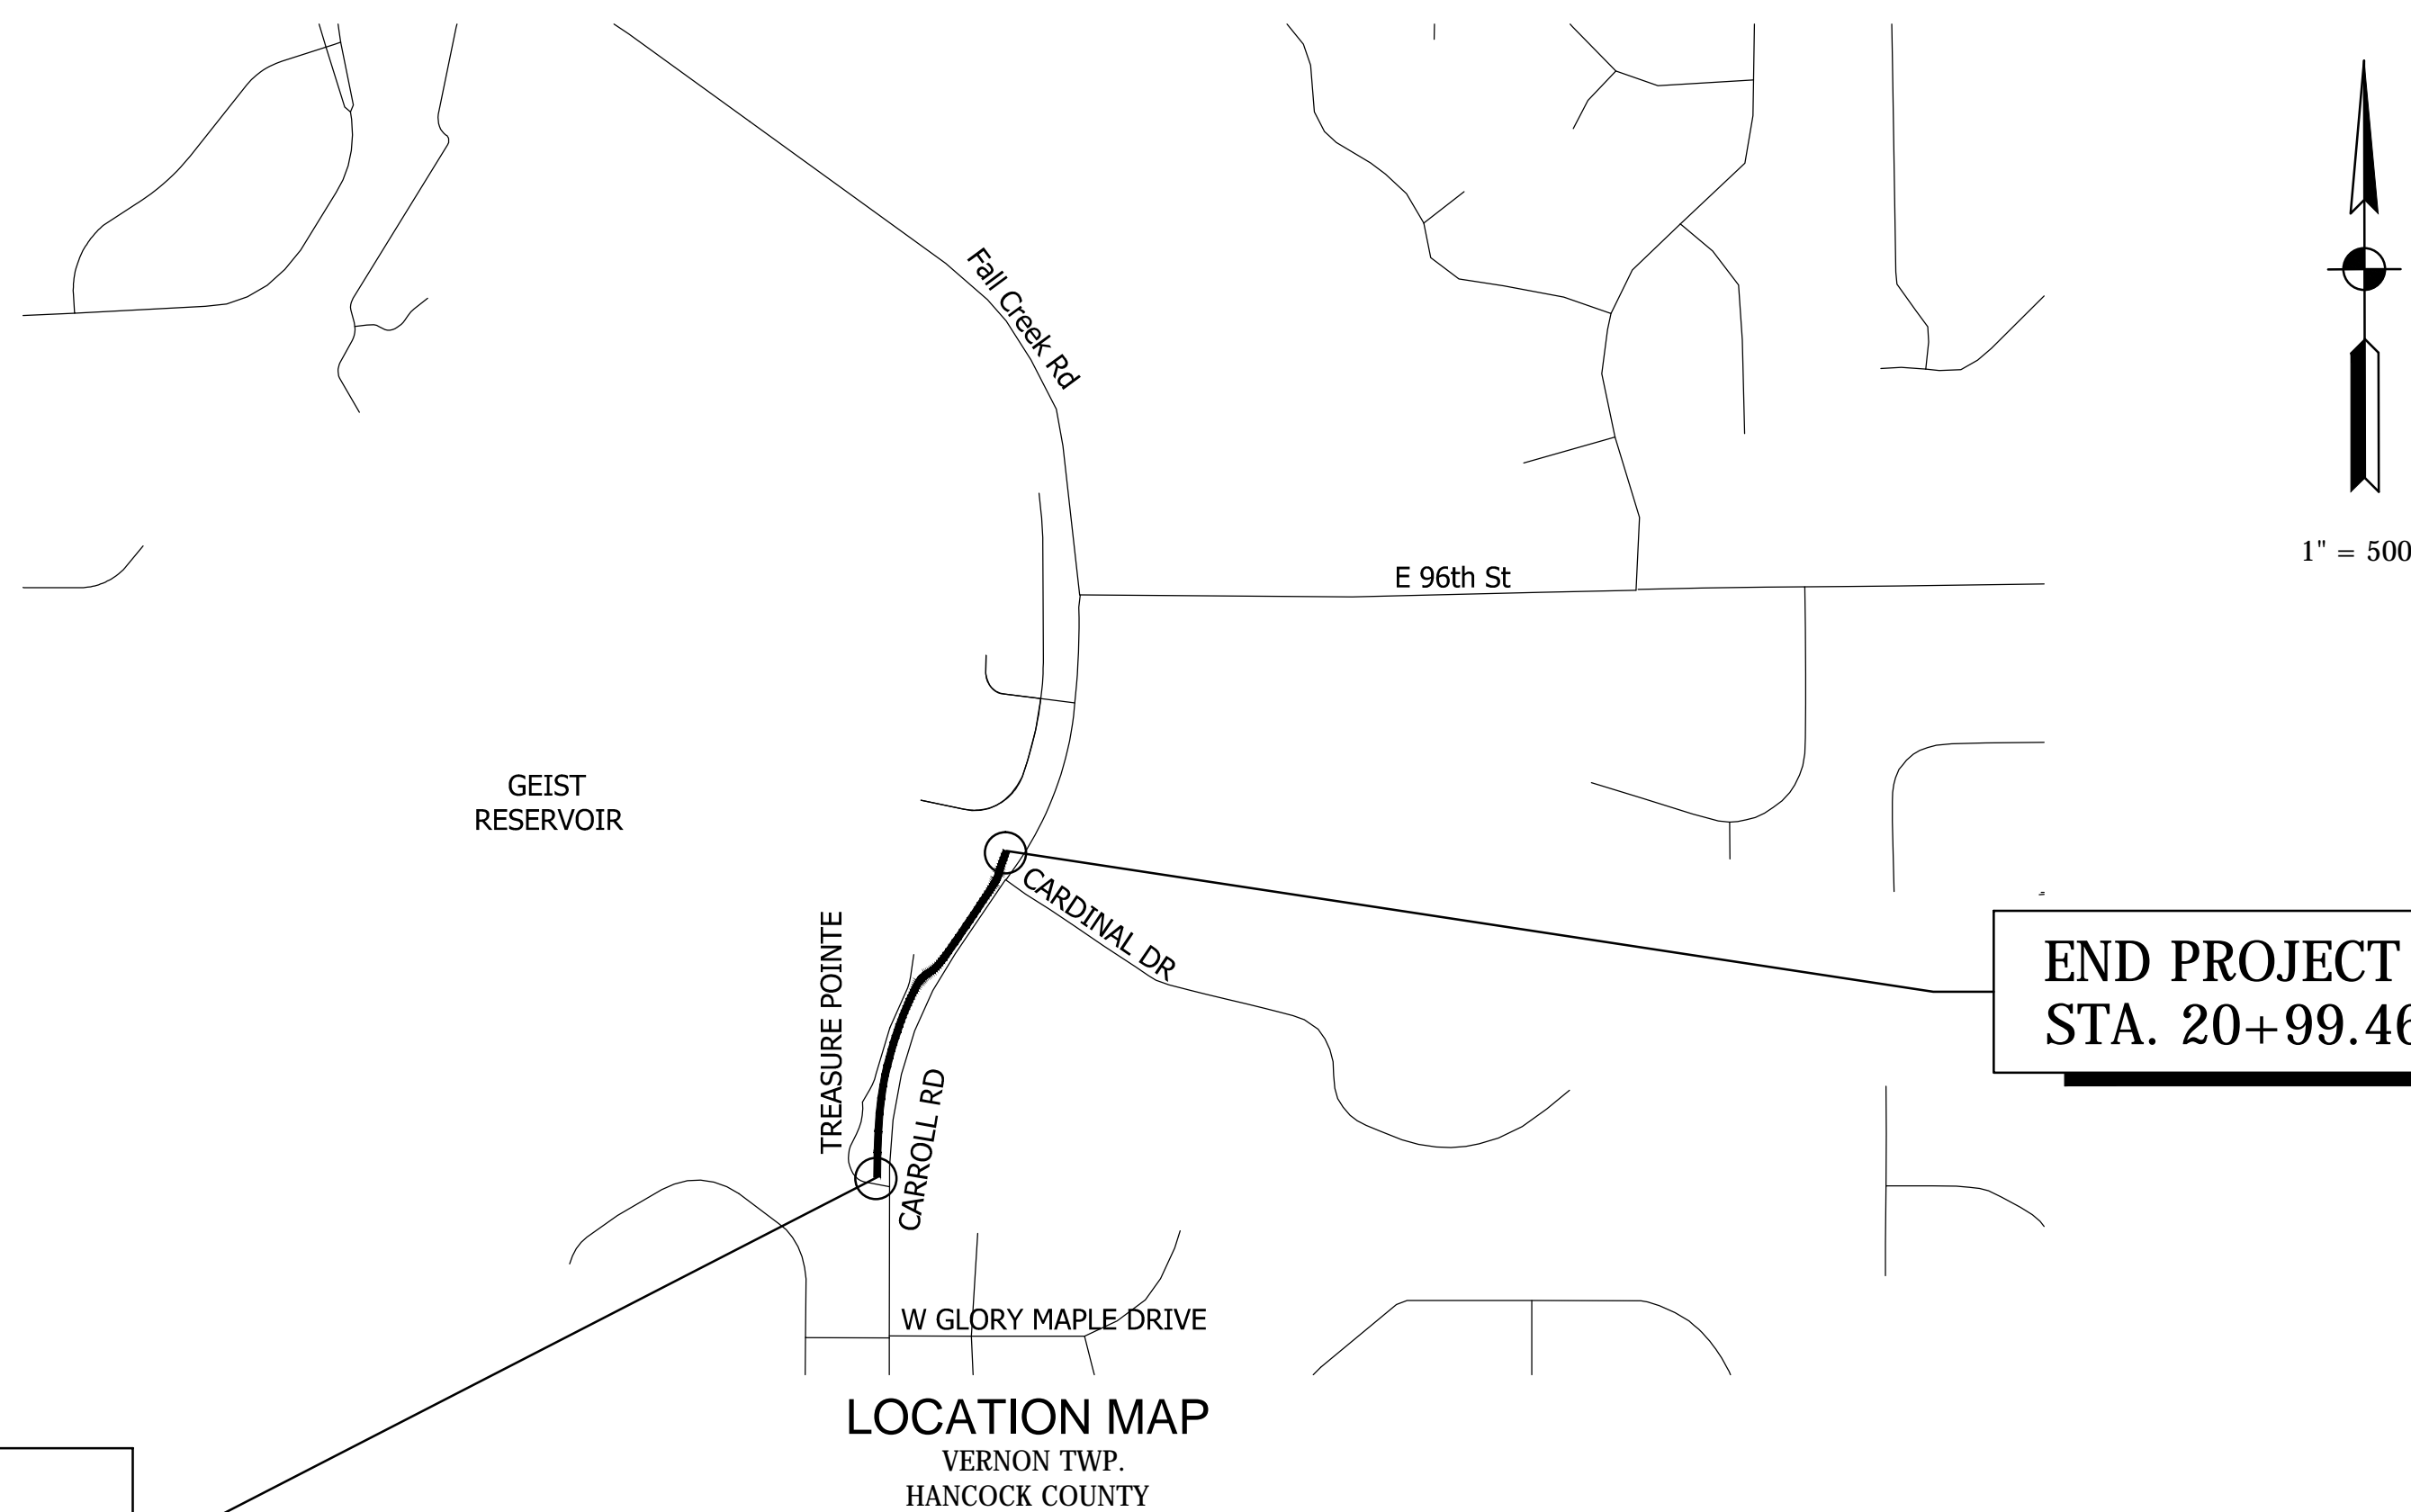 Fall Creek Rd
1" = 500
E 96th St
GEIST
RESERVOIR
CARDINAL DR
TREASURE POINTE
END PROJECT
STA. 20+99.46
CARROLL RD
W GLORY MAPLE DRIVE
LOCATION MAP
VERNON TWP.
HANCOCK COUNTY